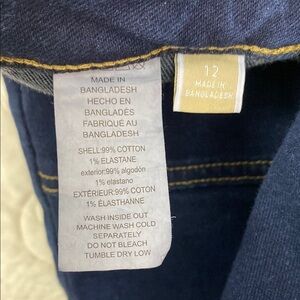 MADE IN
BANGLADESH
HECHO EN
BANGLADÉS
FABRIQUÉ AU
BANGLADESH
SHELL:99% COTTON
1% ELASTANE
exterior:99% algodón
1% elastano
EXTÉRIEUR:99% COTON
1% ÉLASTHANNE
WASH INSIDE OUT
MACHINE WASH COLD
SEPARATELY
DO NOT BLEACH
TUMBLE DRY LOW
12
MADE IN
BANGLADESH